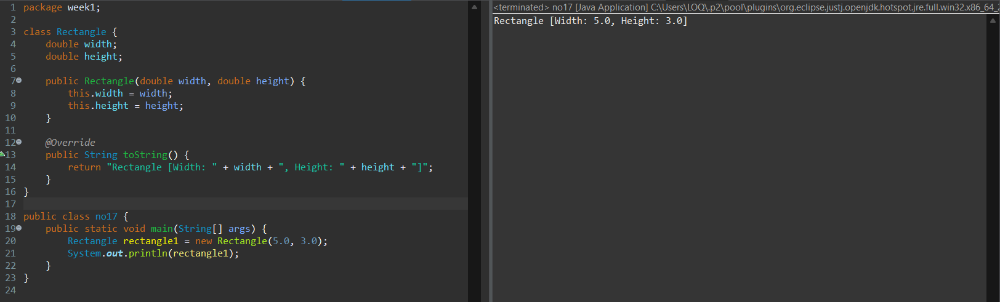 package week1;

class Rectangle {
    double width;
    double height;

    public Rectangle(double width, double height) {
        this.width = width;
        this.height = height;
    }

    @Override
    public String toString() {
        return "Rectangle [Width: " + width + ", Height: " + height + "]";
    }
}

public class no17 {
    public static void main(String[] args) {
        Rectangle rectangle1 = new Rectangle(5.0, 3.0);
        System.out.println(rectangle1);
    }
}
1
2
3
4
5
6
7
8
9
10
11
12
13
14
15
16
17
18
19
20
21
22
23
24
<terminated> no17 [Java Application] C:\Users\LOQ\.p2\pool\plugins\org.eclipse.justj.openjdk.hotspot.jre.full.win32.x86_64_2
Rectangle [Width: 5.0, Height: 3.0]